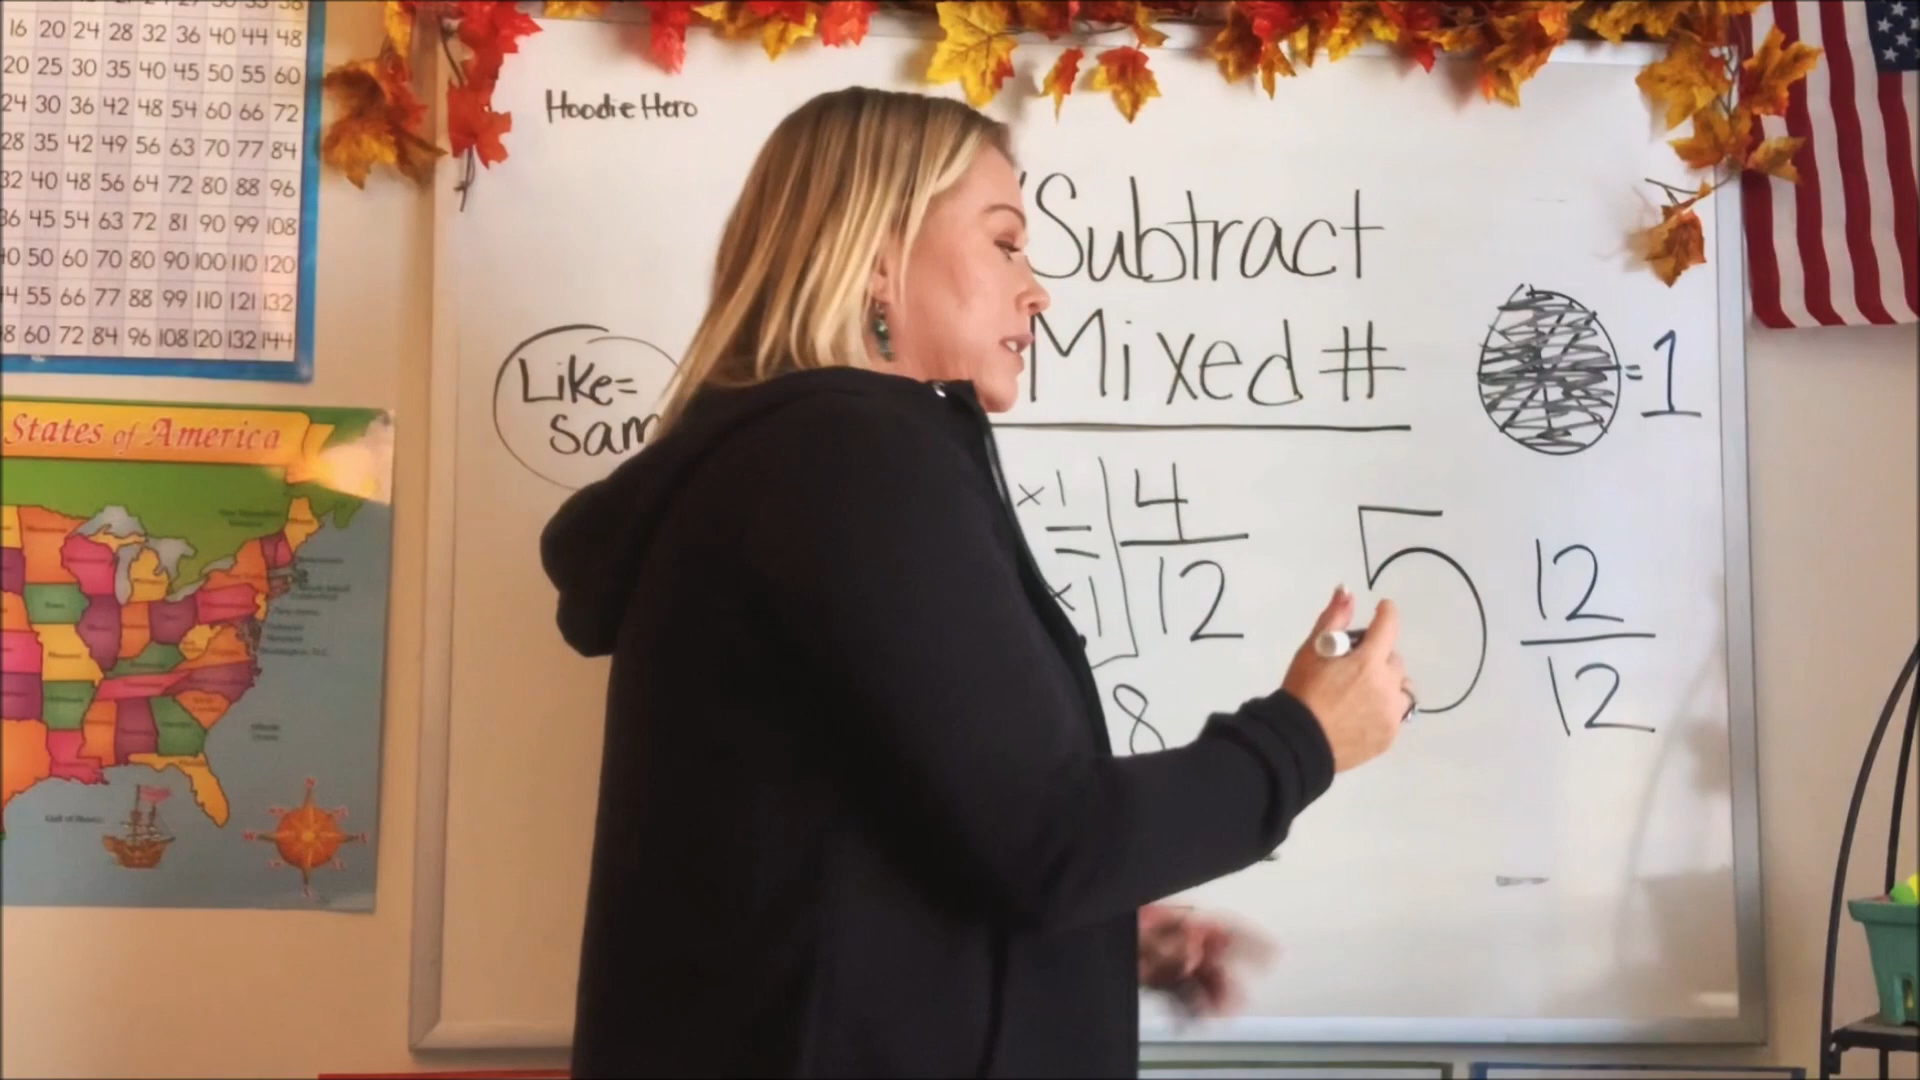 16 20 24 28 32 36 40 44 48
20 25 30 35 40 45 50 55 60
24 30 36 42 48 54 60 66 72
28 35 42 49 56 63 70 77 84
32 40 48 56 64 72 80 88 96
36 45 54 63 72 81 90 99 108
40 50 60 70 80 90 100 110 120
44 55 66 77 88 99 110 121 132
48 60 72 84 96 108 120 132 144
States of America
Hoodie Hero
Subtract
Mixed #
Like=
Sam
= 1
x 1
=
x 1
4
12
8
5
12
12